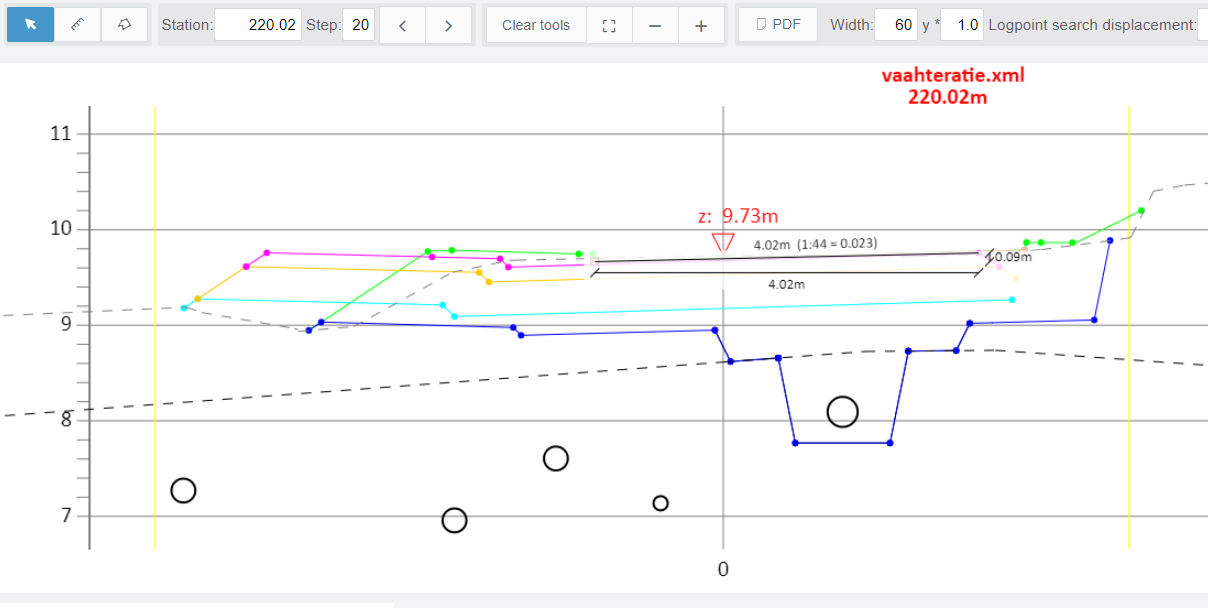 Station: 220.02 Step: 20 Clear tools PDF Width: 60 y * 1.0 Logpoint search displacement:
vaahteratie.xml
220.02m
11
z: 9.73m
10
4.02m (1:44 = 0.023)
0.09m
4.02m
9
8
7
0